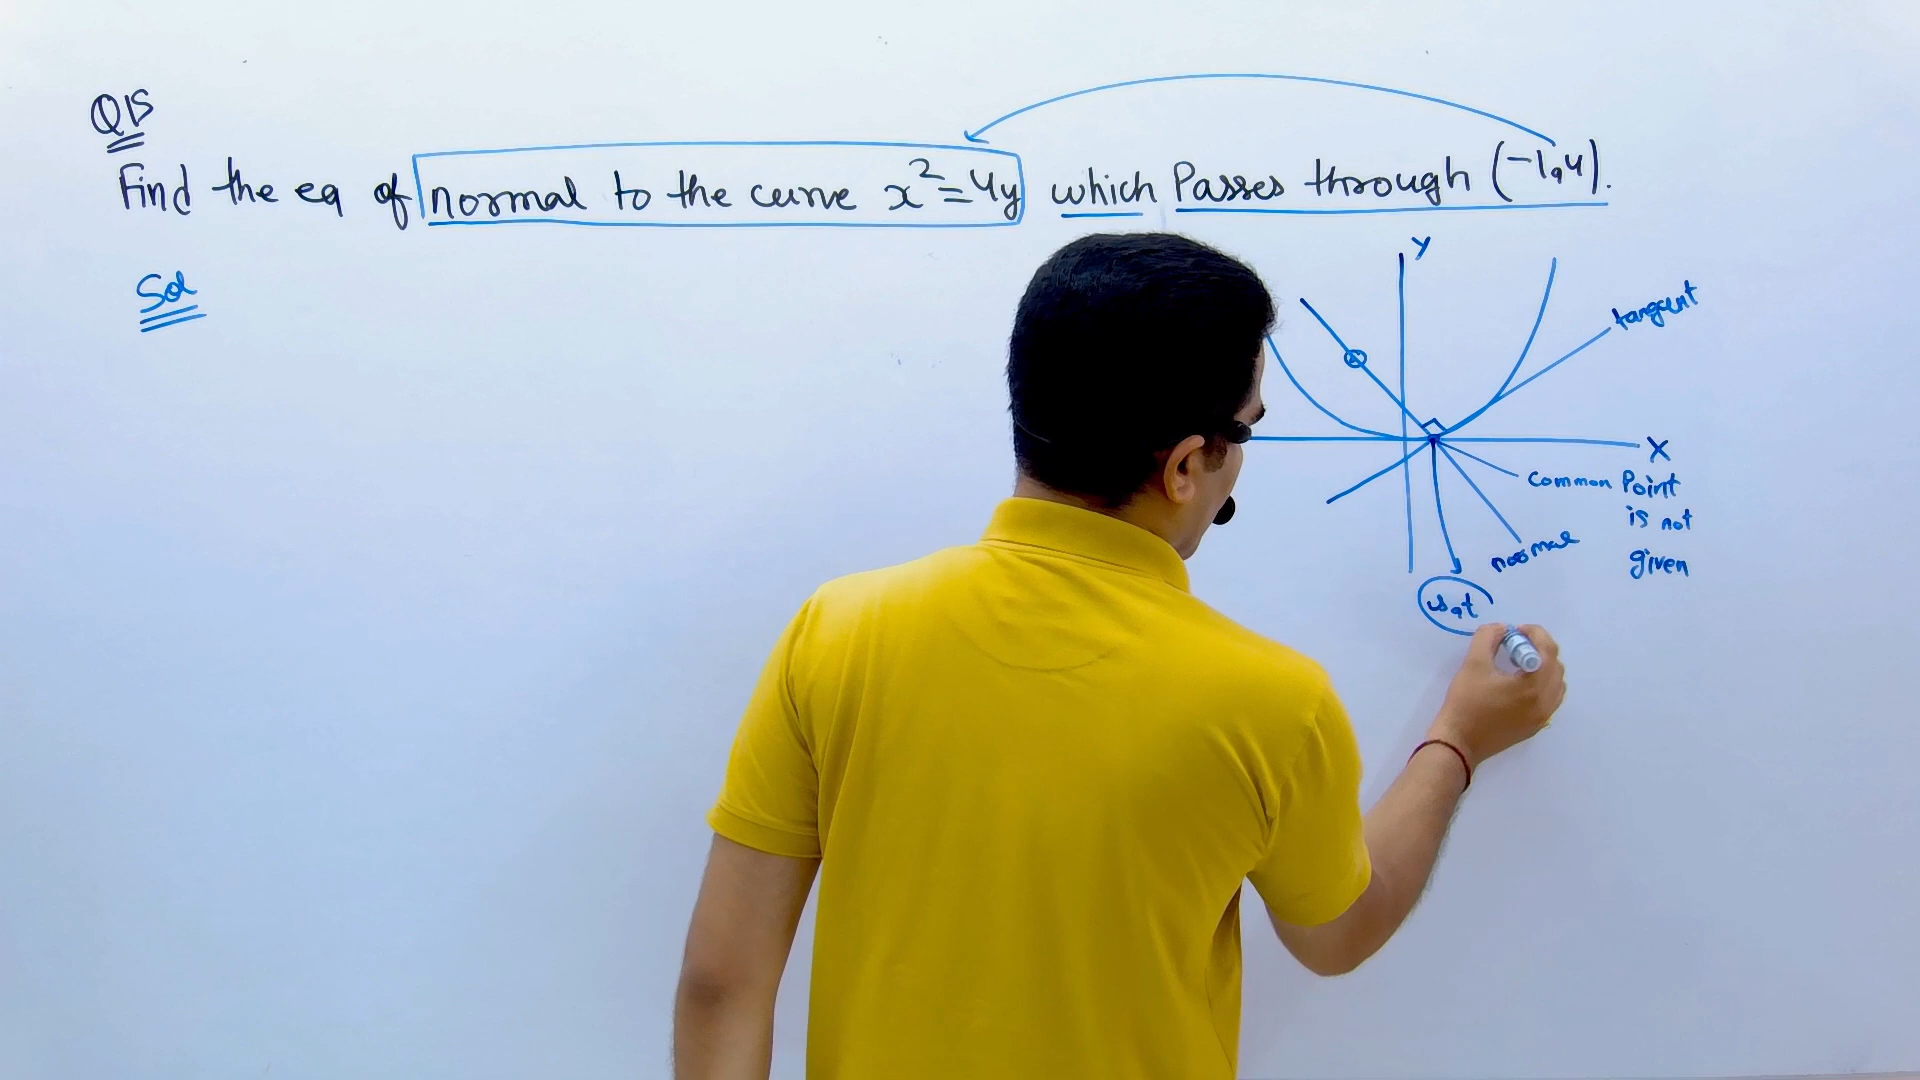 Q15
Find the eq of normal to the curve x²=4y which Passes through (-1,4).
Sol
y
tangent
X
common Point
is not
given
normal